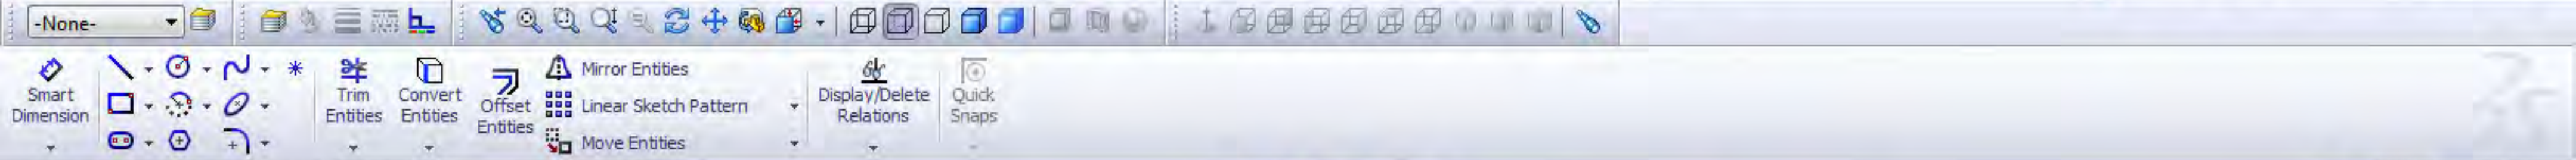 -None-
Smart
Dimension
Trim
Entities
Convert
Entities
Offset
Entities
Mirror Entities
Linear Sketch Pattern
Move Entities
Display/Delete
Relations
Quick
Snaps